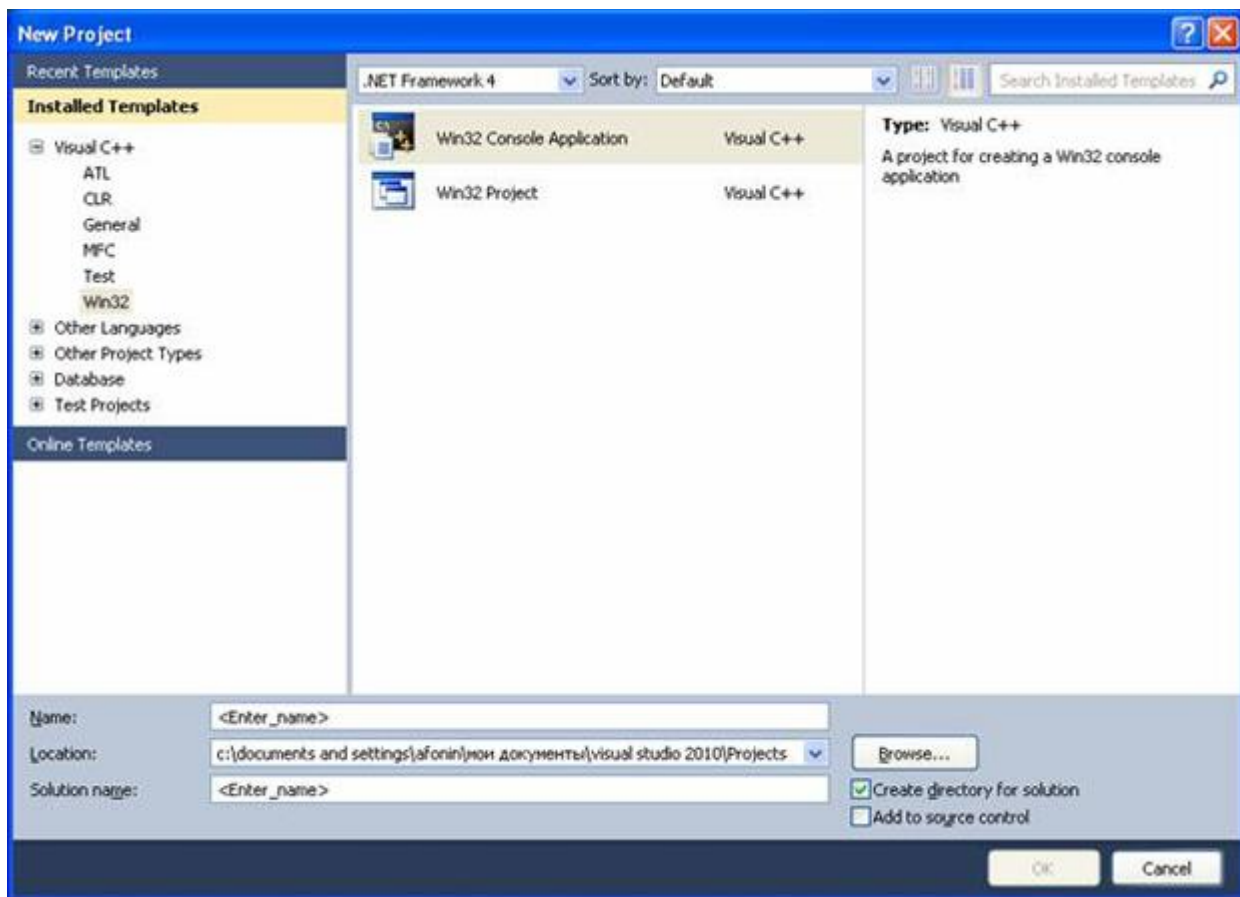 New Project
Recent Templates
Installed Templates
Visual C++
ATL
CLR
General
MFC
Test
Win32
Other Languages
Other Project Types
Database
Test Projects
Online Templates
.NET Framework 4 Sort by: Default Search Installed Templates
Win32 Console Application Visual C++
Win32 Project Visual C++
Type: Visual C++
A project for creating a Win32 console
application
Name: <Enter_name>
Location: c:\documents and settings\afonin\мои документы\visual studio 2010\Projects Browse...
Solution name: <Enter_name>
Create directory for solution
Add to source control
OK Cancel